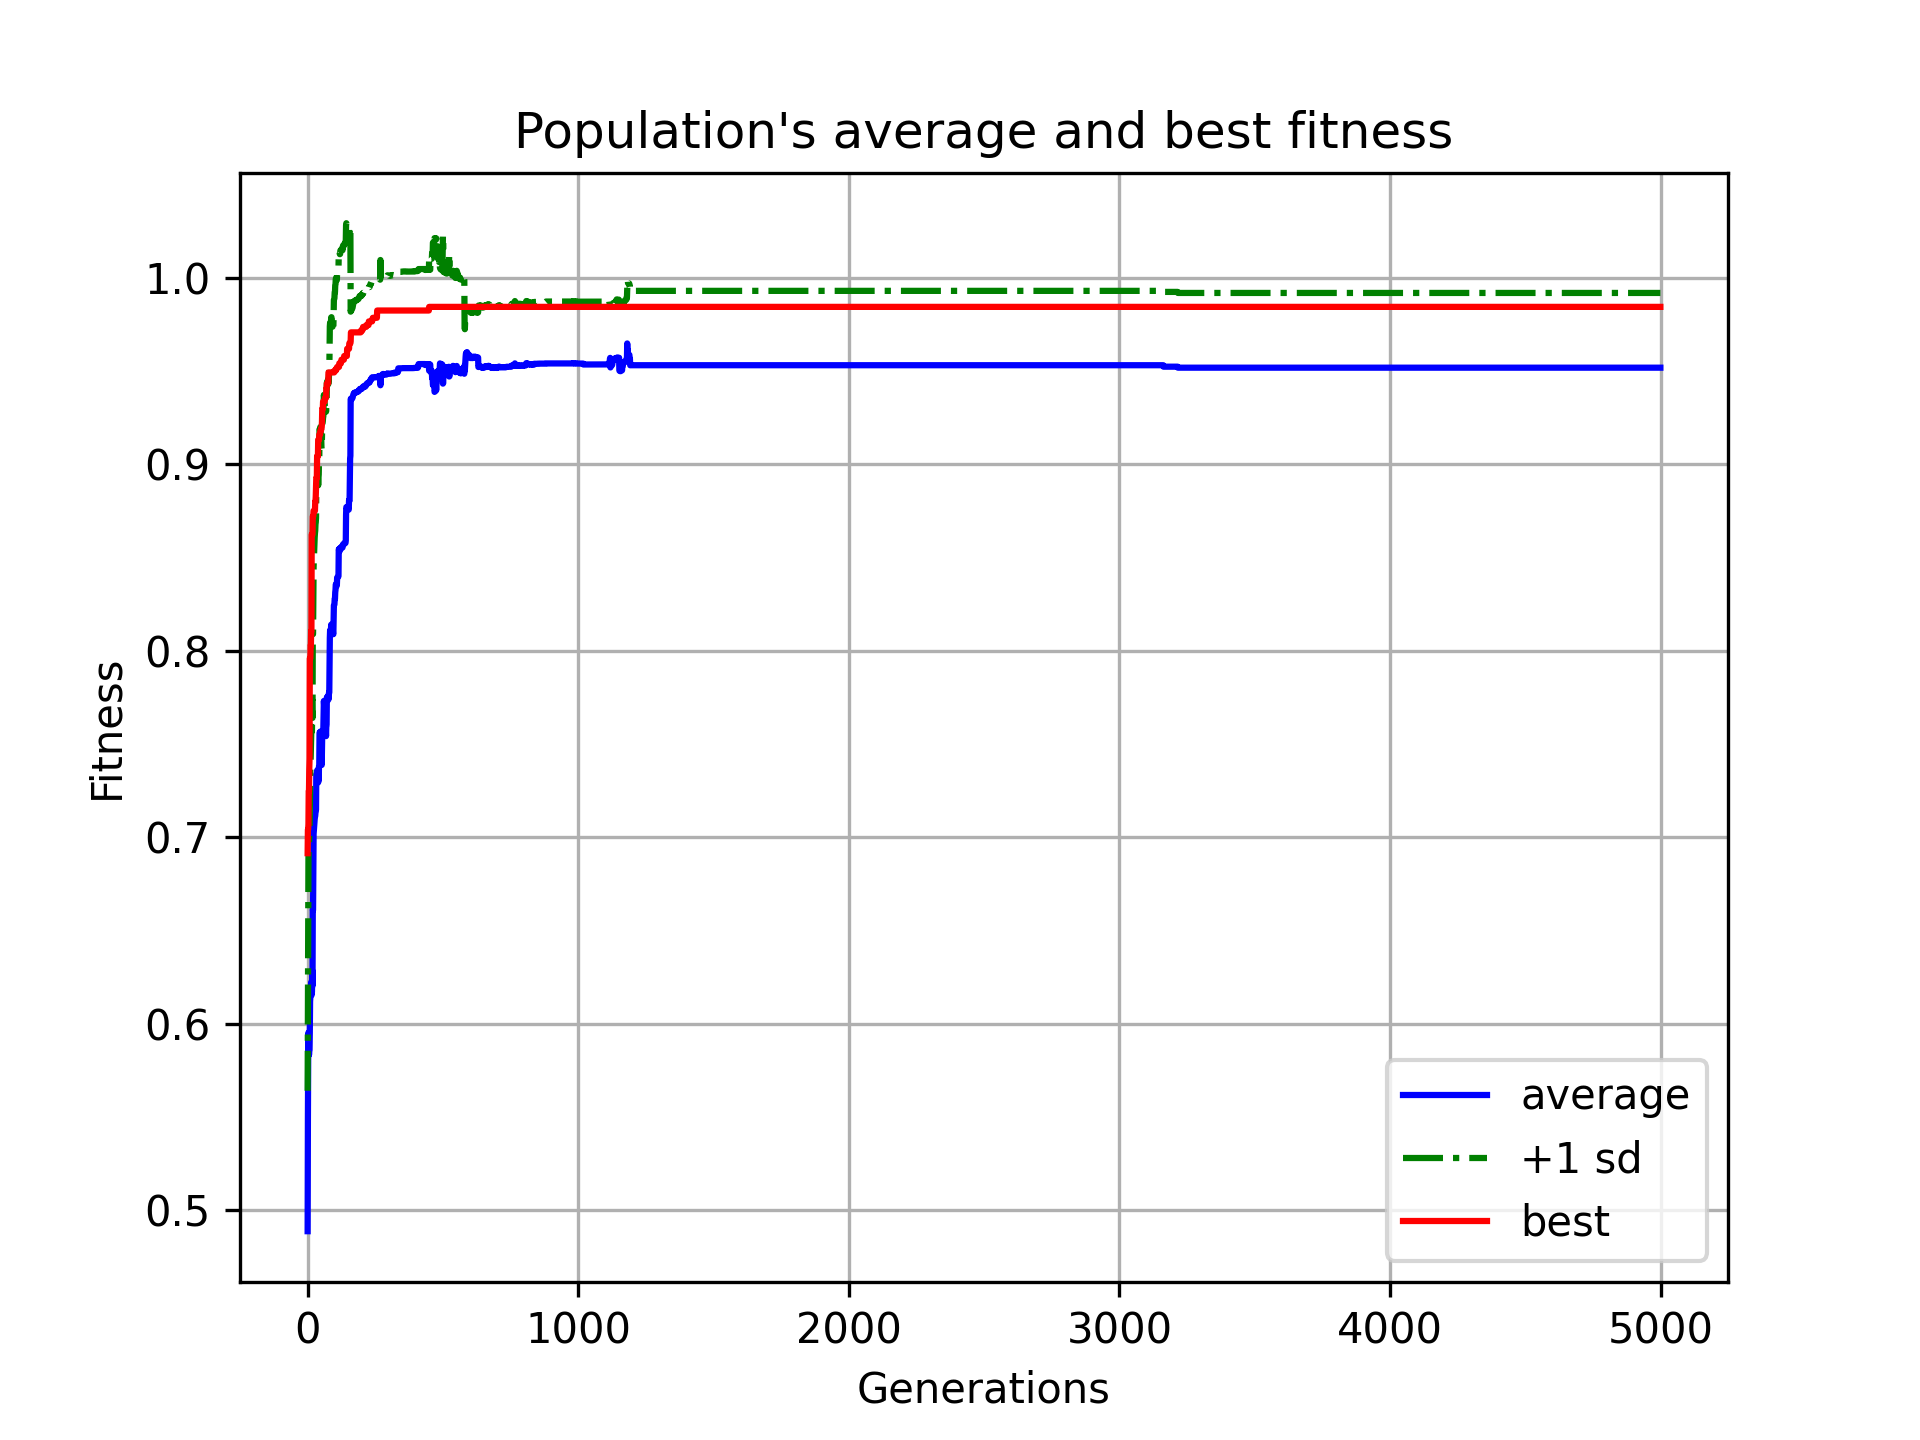 Population's average and best fitness
1.0
0.9
0.8
0.7
0.6
0.5
Fitness
0 1000 2000 3000 4000 5000
Generations
average
+1 sd
best